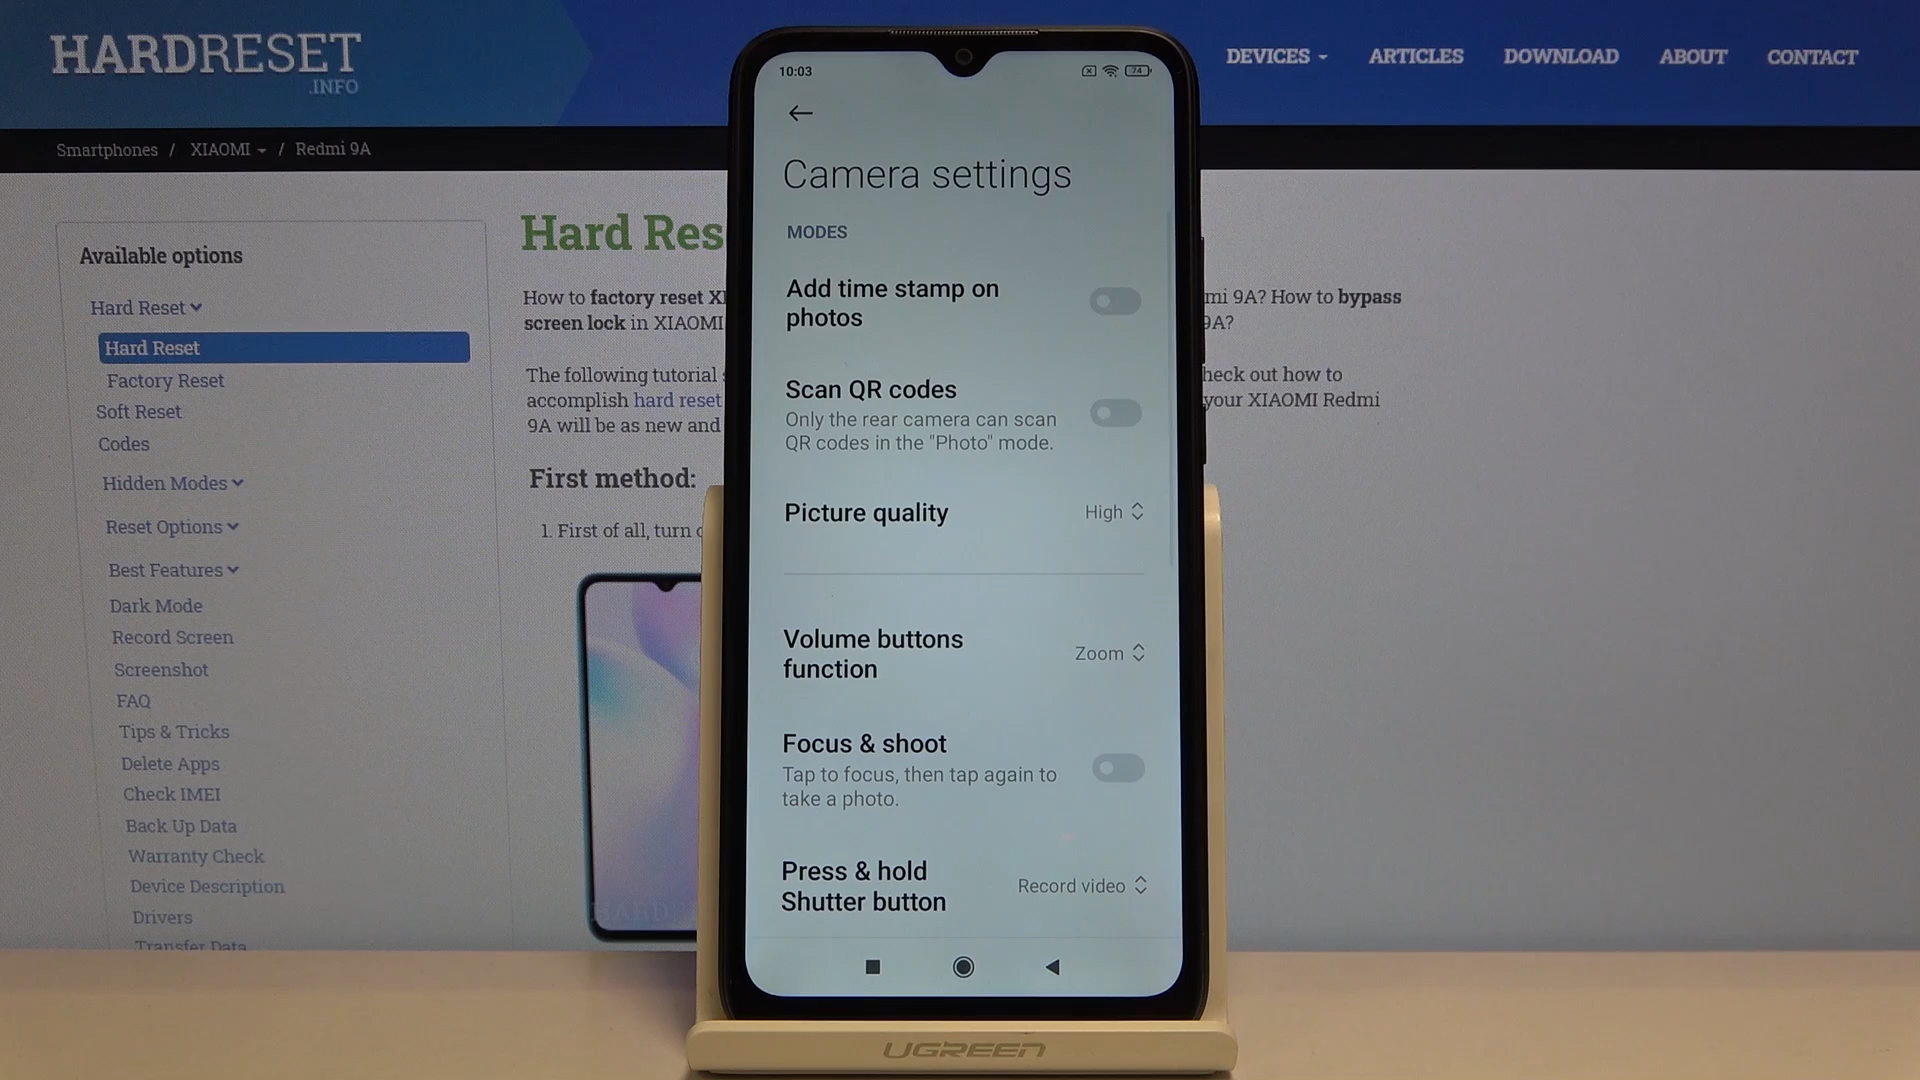 HARDRESET
.INFO
DEVICES
ARTICLES
DOWNLOAD
ABOUT
CONTACT
Smartphones / XIAOMI / Redmi 9A
Available options
Hard Reset
Hard Reset
Factory Reset
Soft Reset
Codes
Hidden Modes
Reset Options
Best Features
Dark Mode
Record Screen
Screenshot
FAQ
Tips & Tricks
Delete Apps
Check IMEI
Back Up Data
Warranty Check
Device Description
Drivers
Transfer Data
Hard Res
How to factory reset XI
screen lock in XIAOMI
The following tutorial
accomplish hard reset
9A will be as new and
First method:
1. First of all, turn
mi 9A? How to bypass
9A?
heck out how to
your XIAOMI Redmi
10:03
74
Camera settings
MODES
Add time stamp on
photos
Scan QR codes
Only the rear camera can scan
QR codes in the "Photo" mode.
Picture quality
High
Volume buttons
function
Zoom
Focus & shoot
Tap to focus, then tap again to
take a photo.
Press & hold
Shutter button
Record video
UGREEN